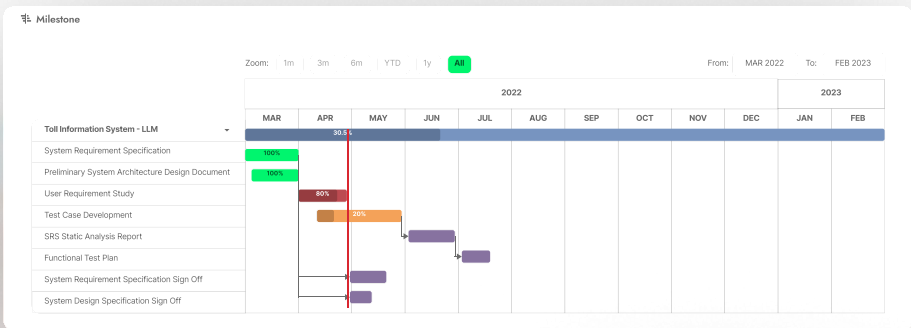 Milestone
Zoom: 1m 3m 6m YTD 1y All From: MAR 2022 To: FEB 2023
2022 2023
MAR APR MAY JUN JUL AUG SEP OCT NOV DEC JAN FEB
Toll Information System - LLM 30.5%
System Requirement Specification 100%
Preliminary System Architecture Design Document 100%
User Requirement Study 80%
Test Case Development 20%
SRS Static Analysis Report
Functional Test Plan
System Requirement Specification Sign Off
System Design Specification Sign Off